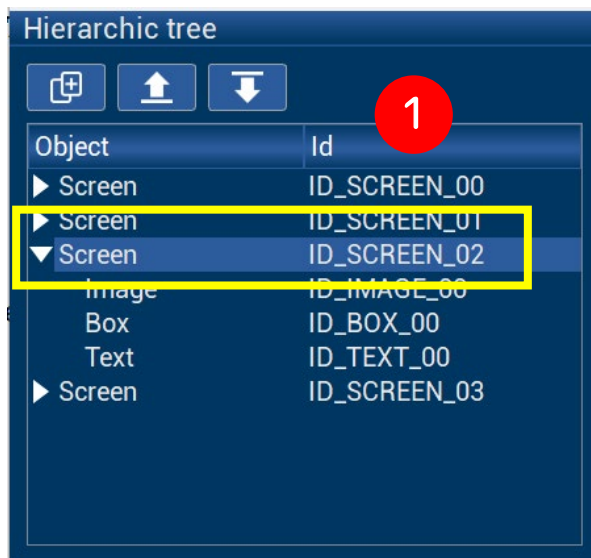 Hierarchic tree
1
Object Id
Screen ID_SCREEN_00
Screen ID_SCREEN_01
Screen ID_SCREEN_02
Image ID_IMAGE_00
Box ID_BOX_00
Text ID_TEXT_00
Screen ID_SCREEN_03